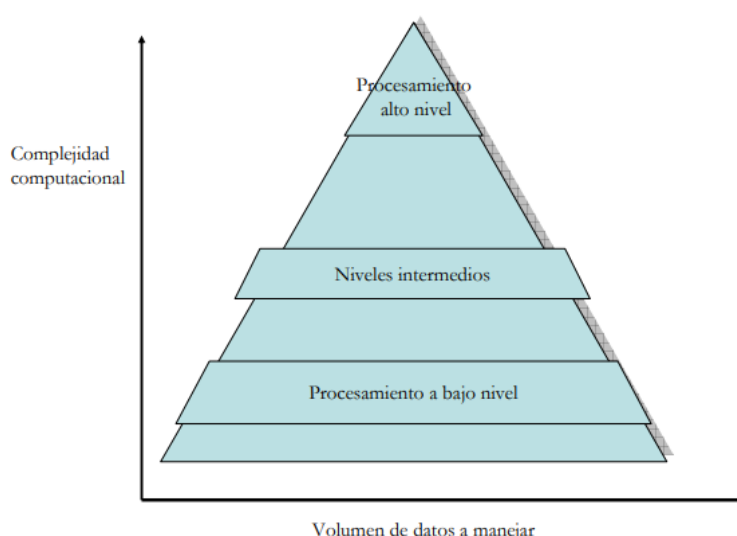 Procesamiento
alto nivel
Complejidad
computacional
Niveles intermedios
Procesamiento a bajo nivel
Volumen de datos a manejar